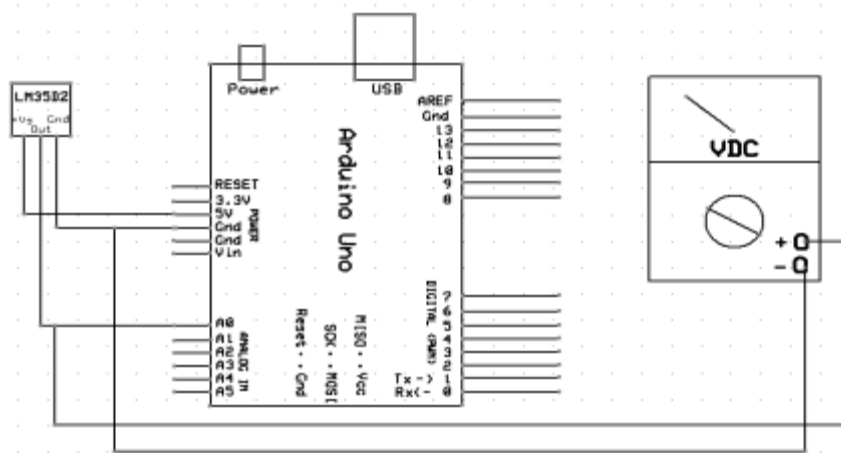 LM35D2
+Vs Out Gnd
Power
USB
Arduino Uno
RESET
3.3V
5V
Gnd
Gnd
Vin
POWER
A0
A1
A2
A3
A4
A5
ANALOG IN
AREF
Gnd
13
12
11
10
9
8
7
6
5
4
3
2
Tx -> 1
Rx<- 0
DIGITAL (PWM)
Reset · · Gnd
SCK · · MOSI
MISO · · Vcc
VDC
+
-